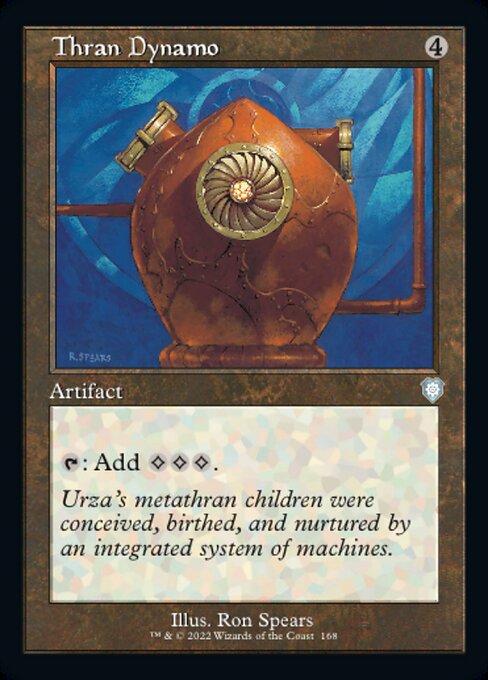 Thran Dynamo 4
R.SPEARS
Artifact
: Add .
Urza's metathran children were
conceived, birthed, and nurtured by
an integrated system of machines.
Illus. Ron Spears
™ & © 2022 Wizards of the Coast 168